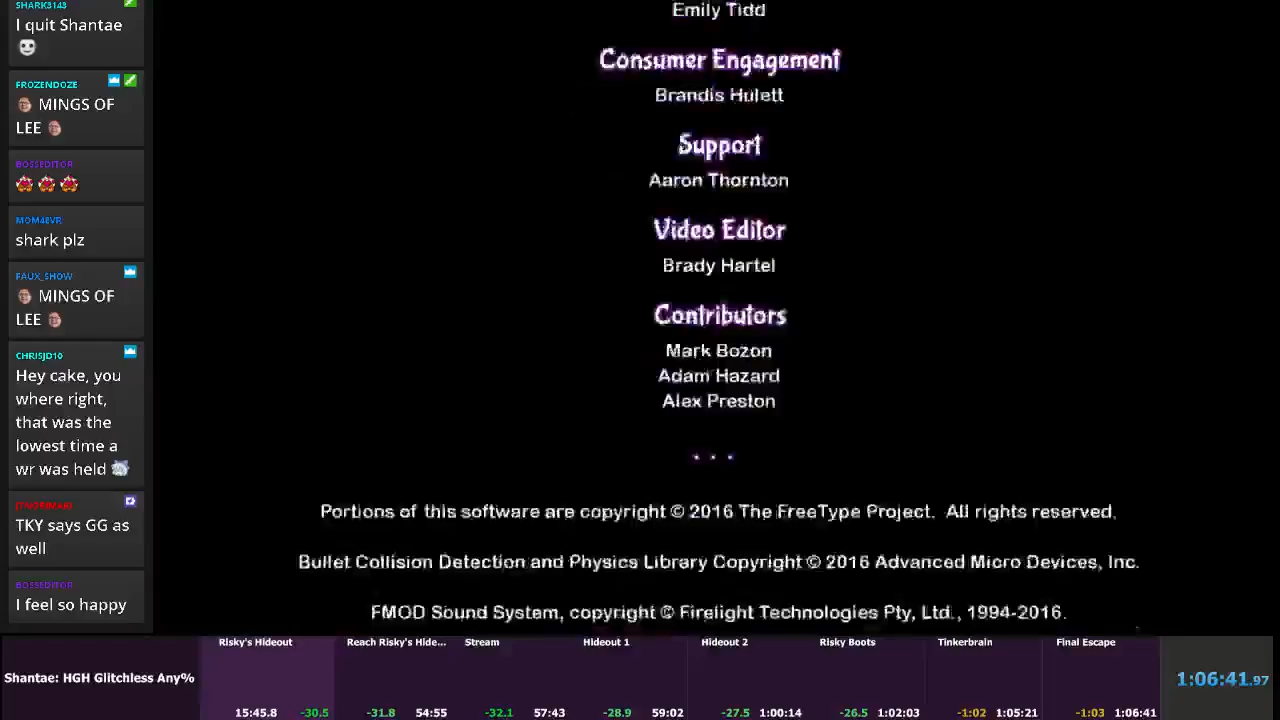 SHARK3143
I quit Shantae
FROZENDOZE
MINGS OF
LEE
BOSSEDITOR
MOM4EVR
shark plz
FAUX_SHOW
MINGS OF
LEE
CHRISJD10
Hey cake, you
where right,
that was the
lowest time a
wr was held
TKY says GG as
well
BOSSEDITOR
I feel so happy
Emily Tidd
Consumer Engagement
Brandis Hulett
Support
Aaron Thornton
Video Editor
Brady Hartel
Contributors
Mark Bozon
Adam Hazard
Alex Preston
. . .
Portions of this software are copyright © 2016 The FreeType Project. All rights reserved.
Bullet Collision Detection and Physics Library Copyright © 2016 Advanced Micro Devices, Inc.
FMOD Sound System, copyright © Firelight Technologies Pty, Ltd., 1994-2016.
Shantae: HGH Glitchless Any%
Risky's Hideout
15:45.8 -30.5
Reach Risky's Hide...
-31.8 54:55
Stream
-32.1 57:43
Hideout 1
-28.9 59:02
Hideout 2
-27.5 1:00:14
Risky Boots
-26.5 1:02:03
Tinkerbrain
-1:02 1:05:21
Final Escape
-1:03 1:06:41
1:06:41.97